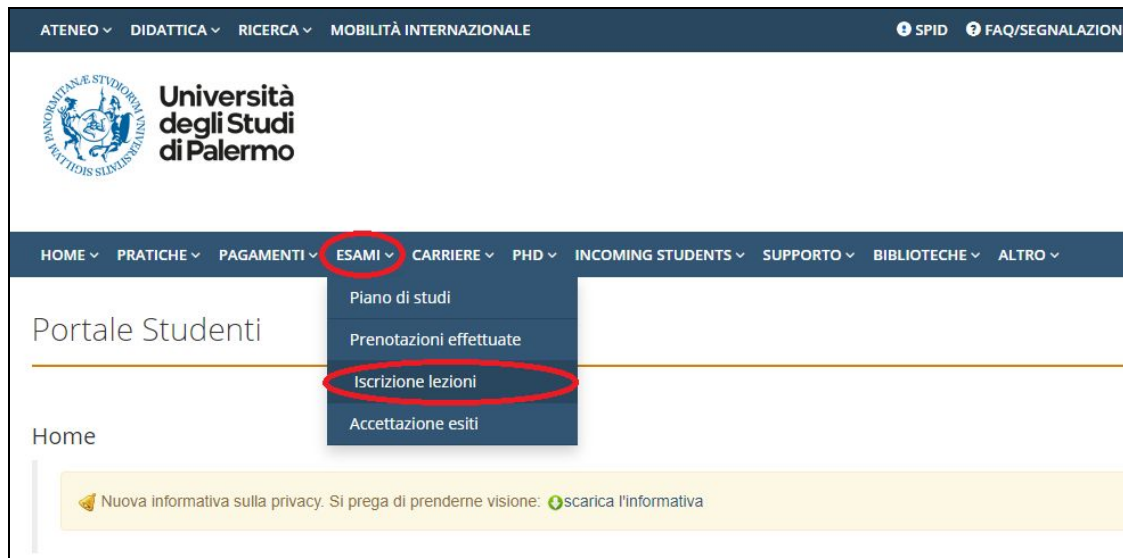 ATENEO DIDATTICA RICERCA MOBILITÀ INTERNAZIONALE SPID FAQ/SEGNALAZION
Università
degli Studi
di Palermo
HOME PRATICHE PAGAMENTI ESAMI CARRIERE PHD INCOMING STUDENTS SUPPORTO BIBLIOTECHE ALTRO
Piano di studi
Portale Studenti
Prenotazioni effettuate
Iscrizione lezioni
Accettazione esiti
Home
Nuova informativa sulla privacy. Si prega di prenderne visione: scarica l'informativa